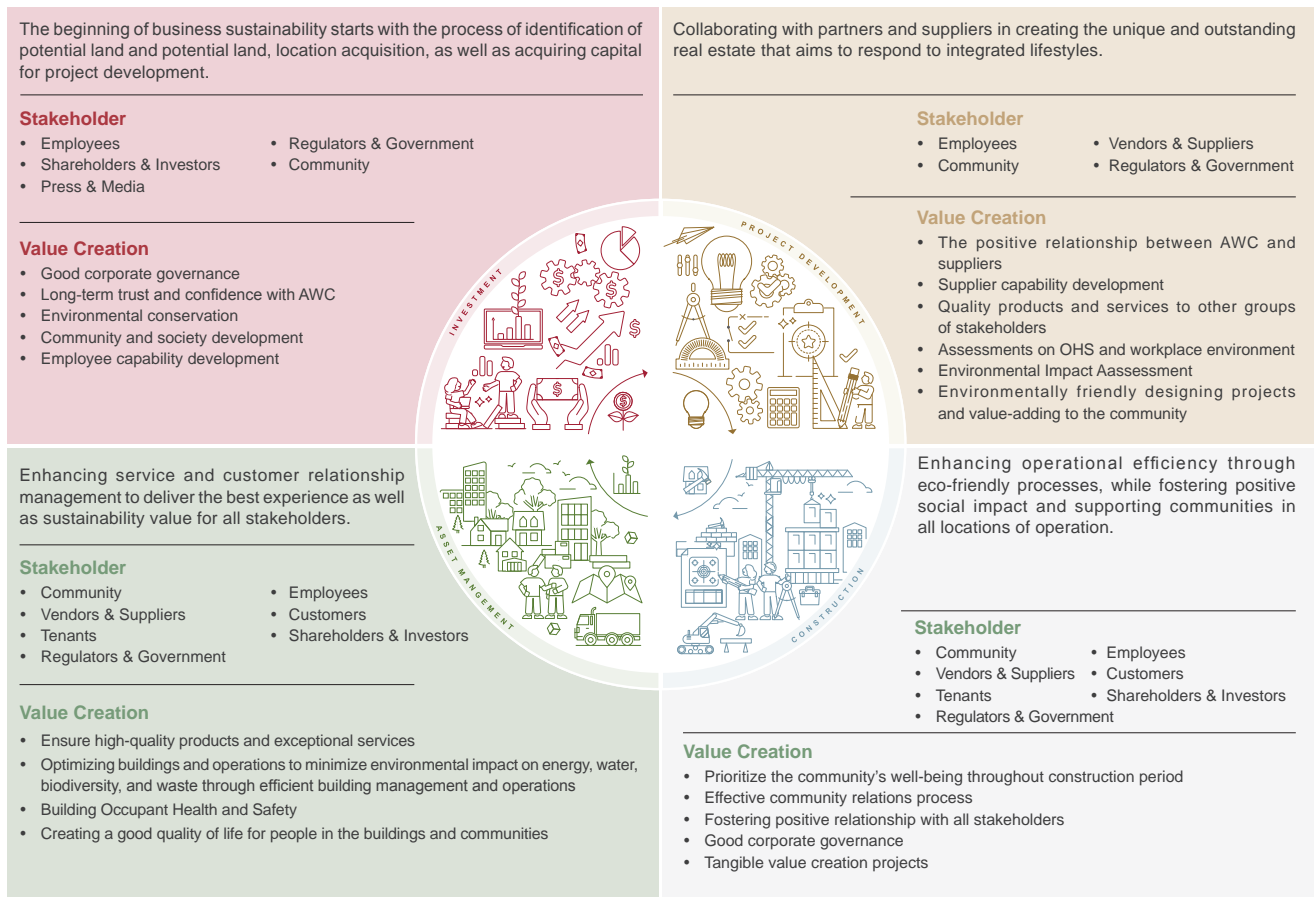 The beginning of business sustainability starts with the process of identification of
potential land and potential land, location acquisition, as well as acquiring capital
for project development.
Stakeholder
• Employees
• Shareholders & Investors
• Press & Media
• Regulators & Government
• Community
Value Creation
• Good corporate governance
• Long-term trust and confidence with AWC
• Environmental conservation
• Community and society development
• Employee capability development
INVESTMENT
Collaborating with partners and suppliers in creating the unique and outstanding
real estate that aims to respond to integrated lifestyles.
Stakeholder
• Employees
• Community
• Vendors & Suppliers
• Regulators & Government
Value Creation
• The positive relationship between AWC and
suppliers
• Supplier capability development
• Quality products and services to other groups
of stakeholders
• Assessments on OHS and workplace environment
• Environmental Impact Aassessment
• Environmentally friendly designing projects
and value-adding to the community
PROJECT DEVELOPMENT
Enhancing service and customer relationship
management to deliver the best experience as well
as sustainability value for all stakeholders.
Stakeholder
• Community
• Vendors & Suppliers
• Tenants
• Regulators & Government
• Employees
• Customers
• Shareholders & Investors
Value Creation
• Ensure high-quality products and exceptional services
• Optimizing buildings and operations to minimize environmental impact on energy, water,
biodiversity, and waste through efficient building management and operations
• Building Occupant Health and Safety
• Creating a good quality of life for people in the buildings and communities
ASSET MANGEMENT
Enhancing operational efficiency through
eco-friendly processes, while fostering positive
social impact and supporting communities in
all locations of operation.
Stakeholder
• Community
• Vendors & Suppliers
• Tenants
• Regulators & Government
• Employees
• Customers
• Shareholders & Investors
Value Creation
• Prioritize the community's well-being throughout construction period
• Effective community relations process
• Fostering positive relationship with all stakeholders
• Good corporate governance
• Tangible value creation projects
CONSTRUCTION